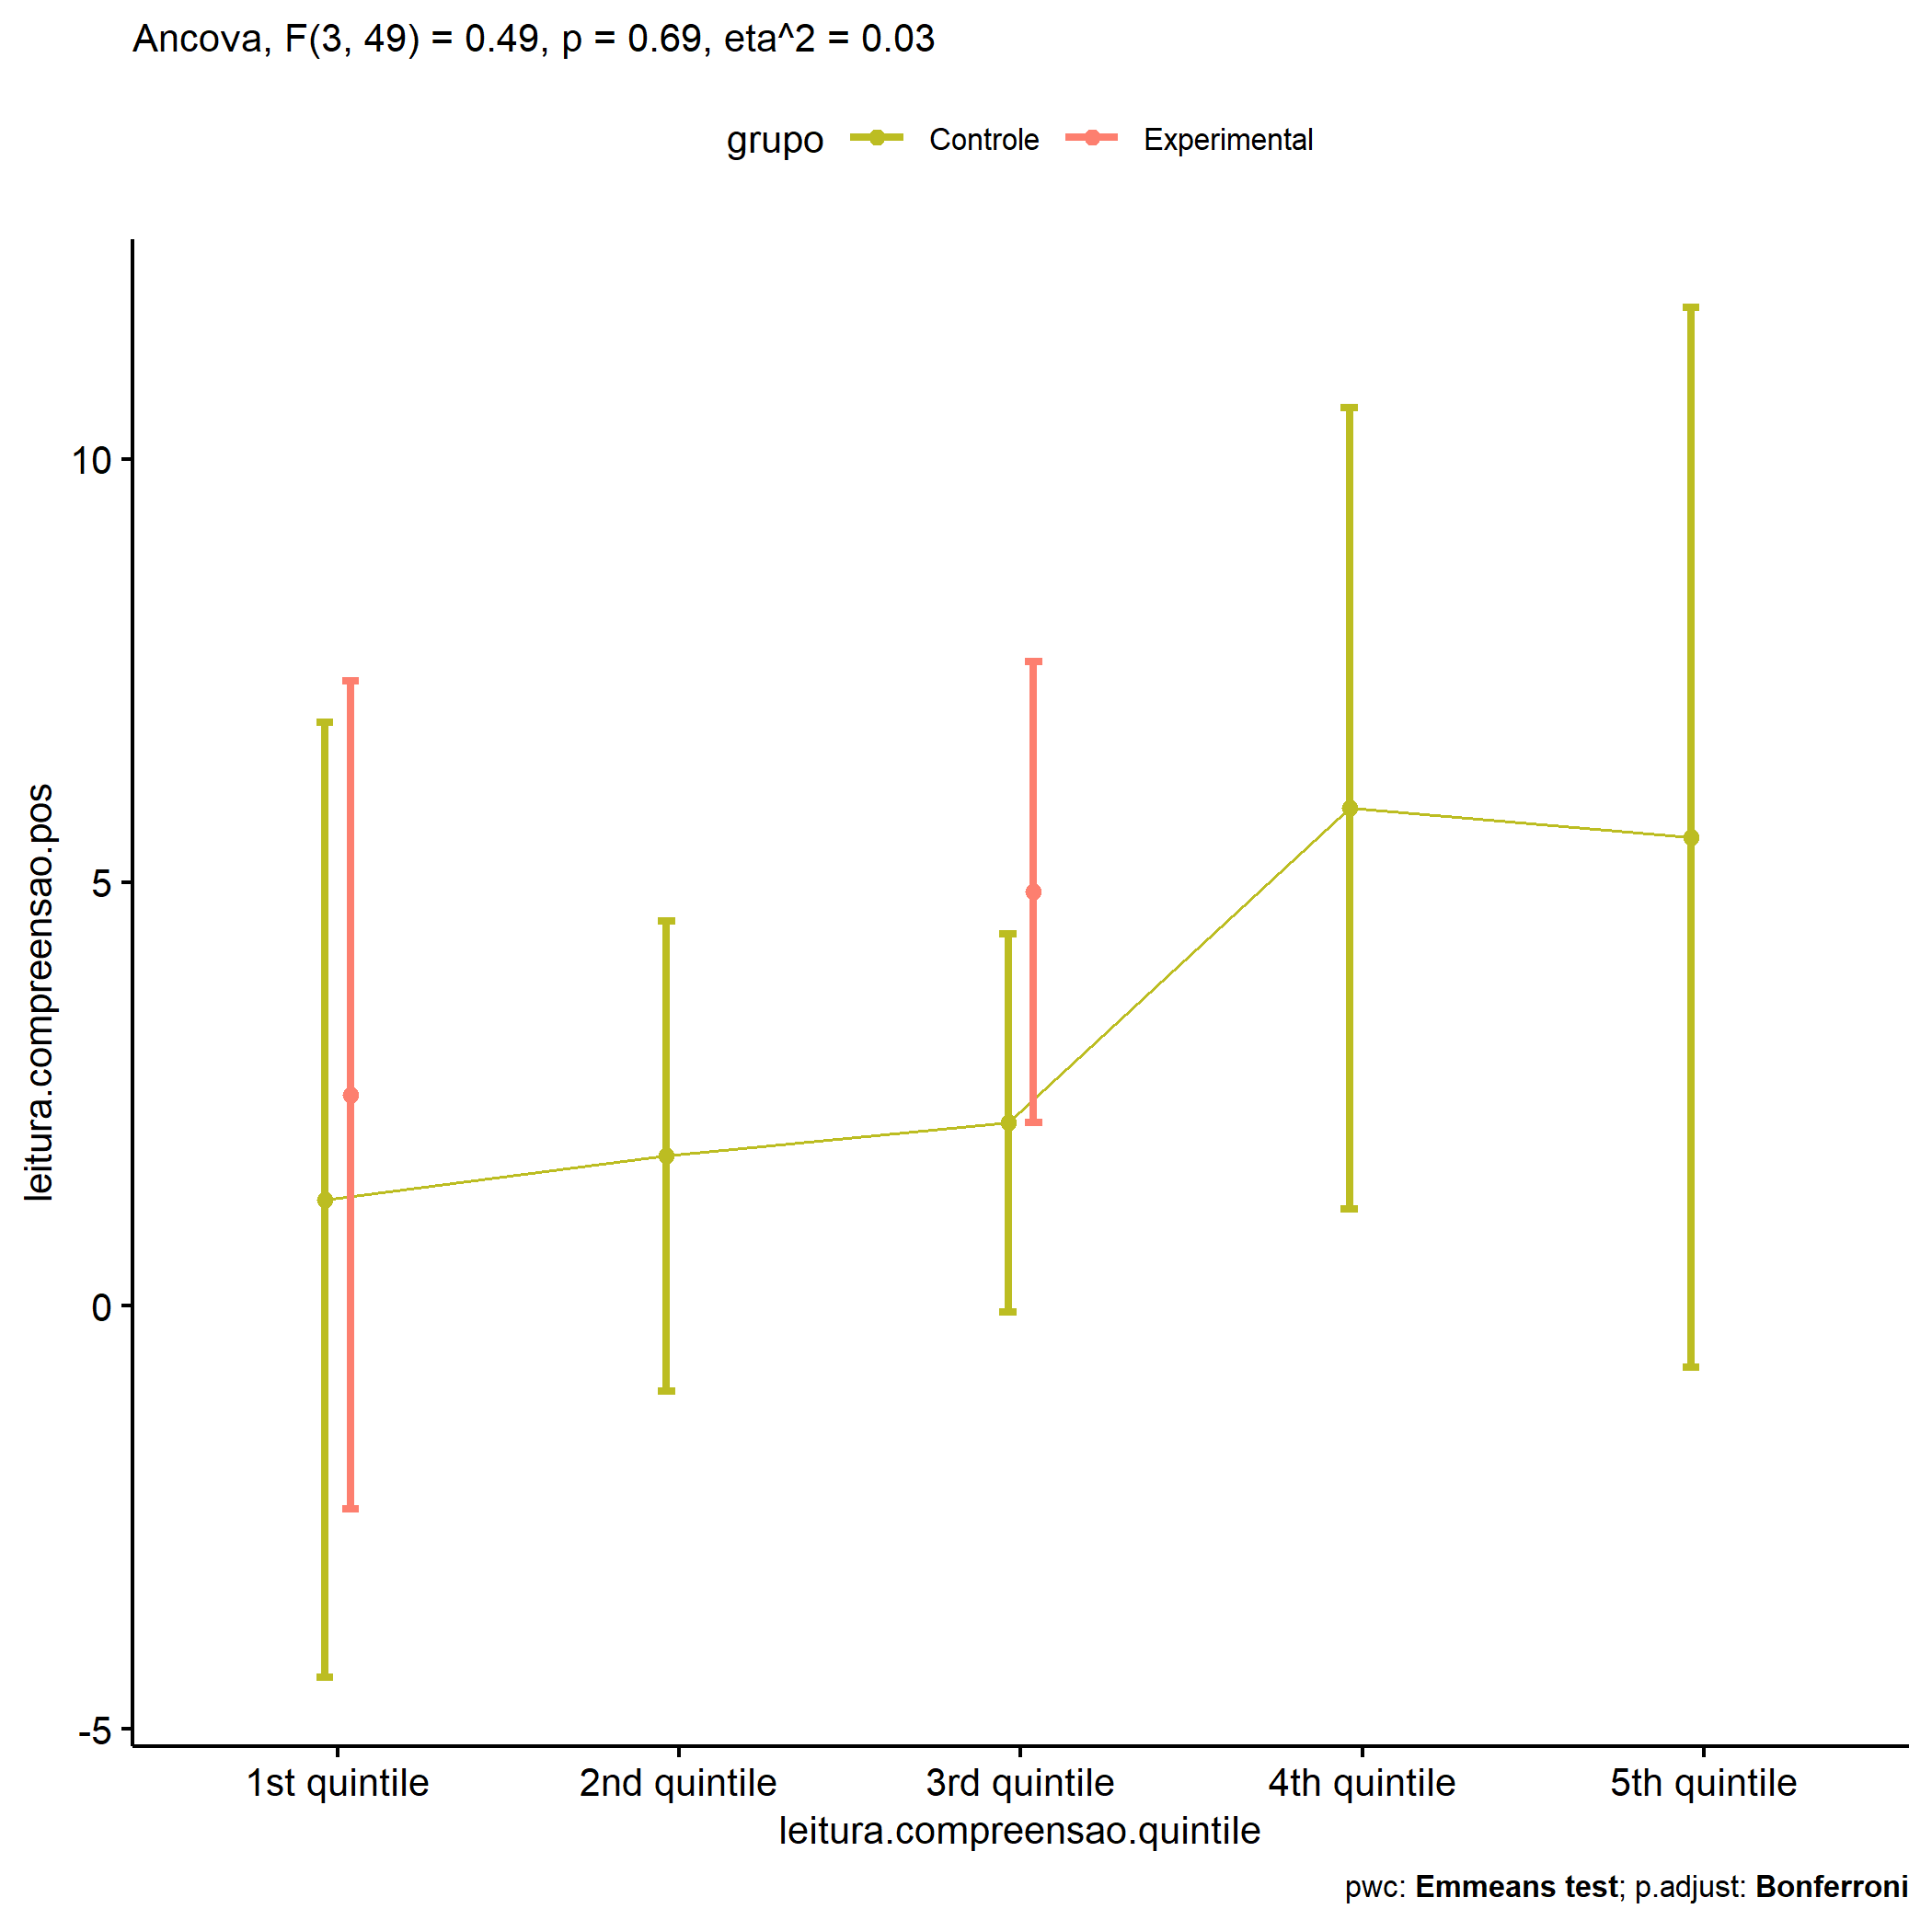 Ancova, F(3, 49) = 0.49, p = 0.69, eta^2 = 0.03
grupo Controle Experimental
leitura.compreensao.pos
10
5
0
-5
1st quintile 2nd quintile 3rd quintile 4th quintile 5th quintile
leitura.compreensao.quintile
pwc: Emmeans test; p.adjust: Bonferroni